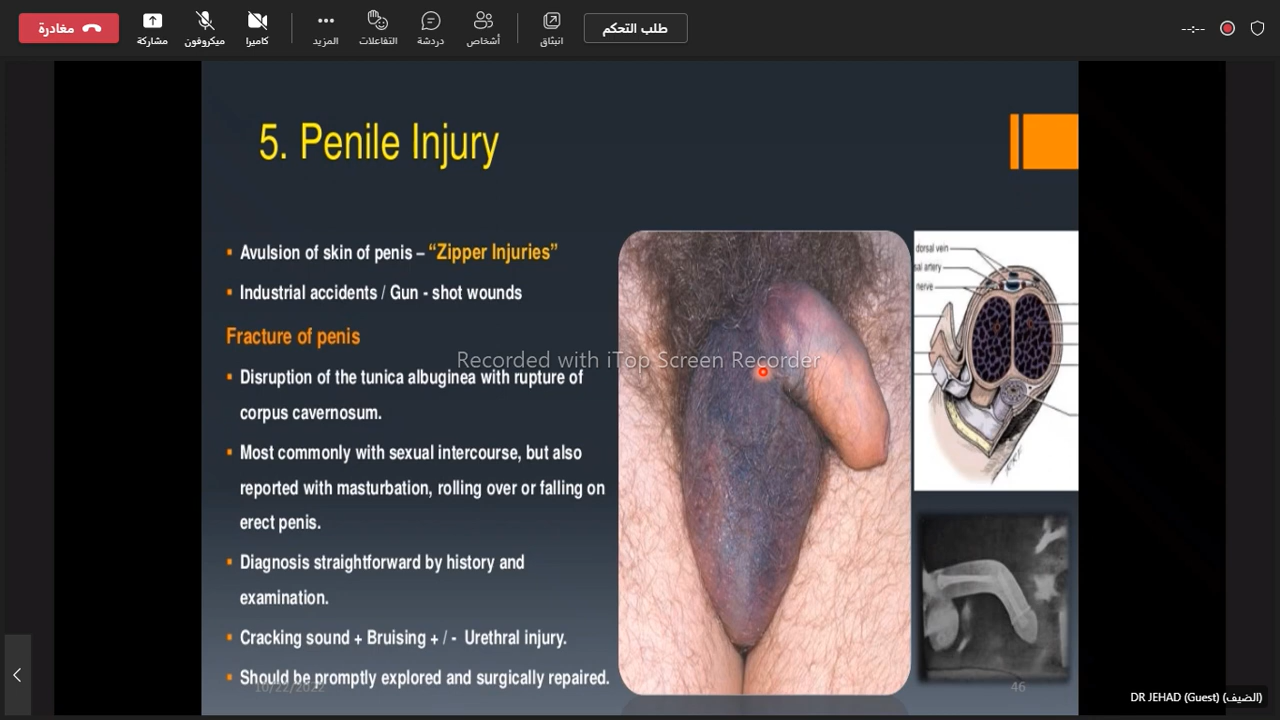 مغادرة
مشاركة
ميكروفون
كاميرا
المزيد
التفاعلات
دردشة
أشخاص
انبثاق
طلب التحكم
--:--
5. Penile Injury
Avulsion of skin of penis – “Zipper Injuries”
Industrial accidents / Gun - shot wounds
Fracture of penis
Recorded with iTop Screen Recorder
Disruption of the tunica albuginea with rupture of
corpus cavernosum.
Most commonly with sexual intercourse, but also
reported with masturbation, rolling over or falling on
erect penis.
Diagnosis straightforward by history and
examination.
Cracking sound + Bruising + / - Urethral injury.
Should be promptly explored and surgically repaired.
dorsal vein
sal artery
nerve
10/22/2022
46
DR JEHAD (Guest) (الضيف)